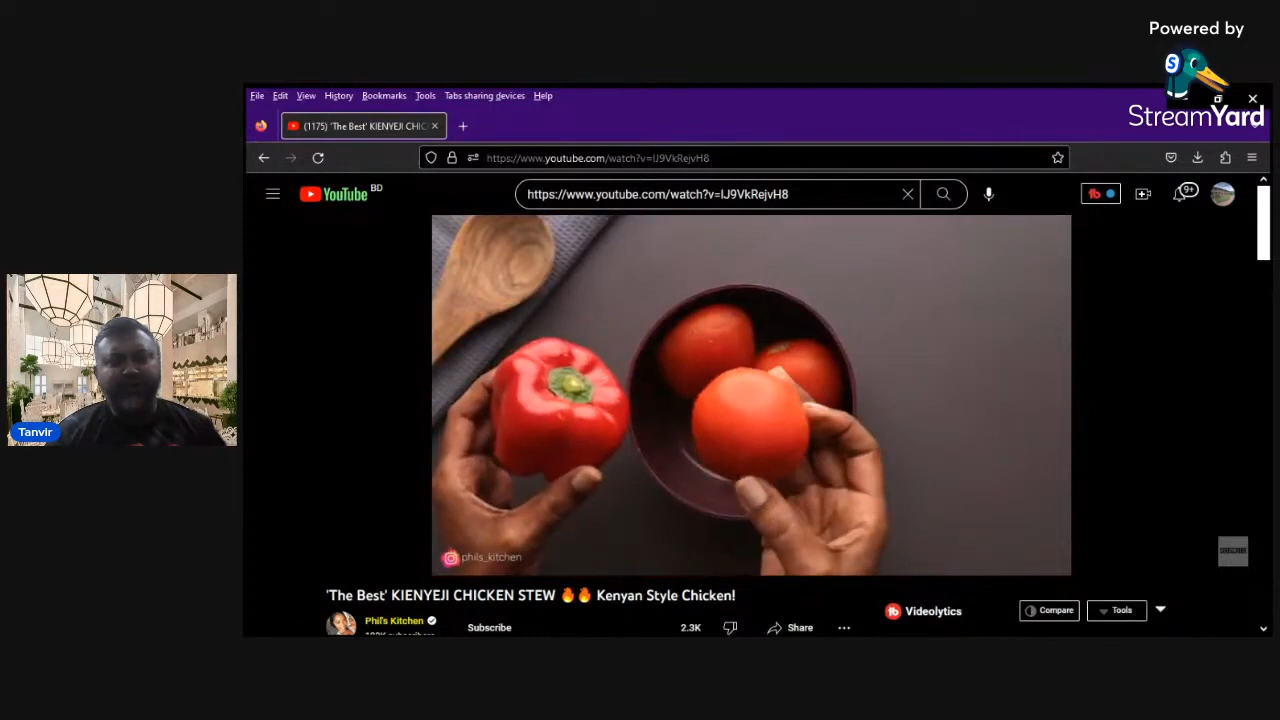 Powered by
StreamYard
File Edit View History Bookmarks Tools Tabs sharing devices Help
(1175) 'The Best' KIENYEJI CHIC
https://www.youtube.com/watch?v=IJ9VkRejvH8
YouTube BD
https://www.youtube.com/watch?v=IJ9VkRejvH8
9+
Tanvir
phils_kitchen
SUBSCRIBE
'The Best' KIENYEJI CHICKEN STEW 🔥🔥 Kenyan Style Chicken!
Videolytics
Compare
Tools
Phil's Kitchen
Subscribe
2.3K
Share